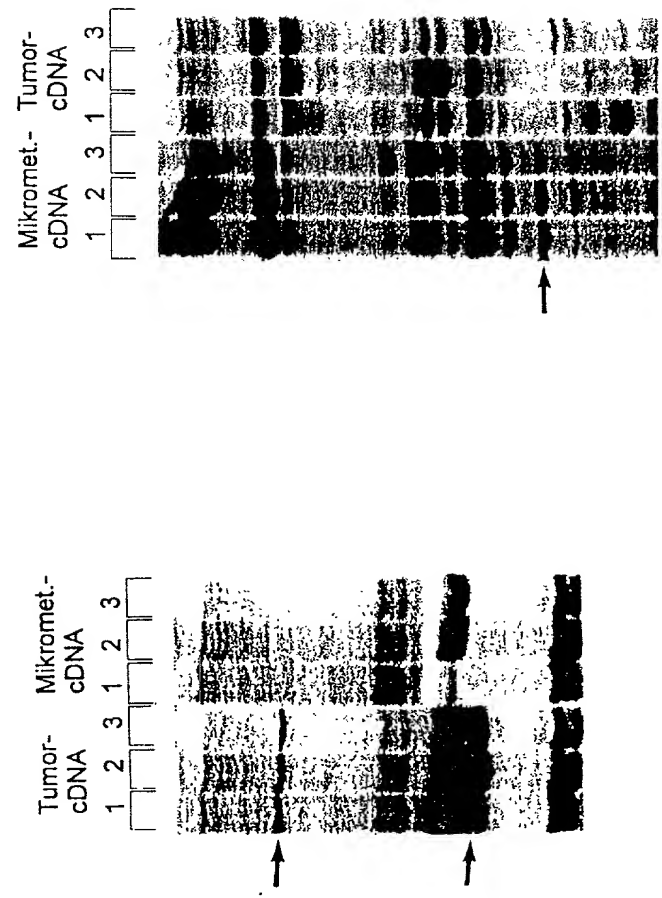 Tumor-
cDNA
1 2 3
Mikromet.-
cDNA
1 2 3
Mikromet.-
cDNA
1 2 3
Tumor-
cDNA
1 2 3